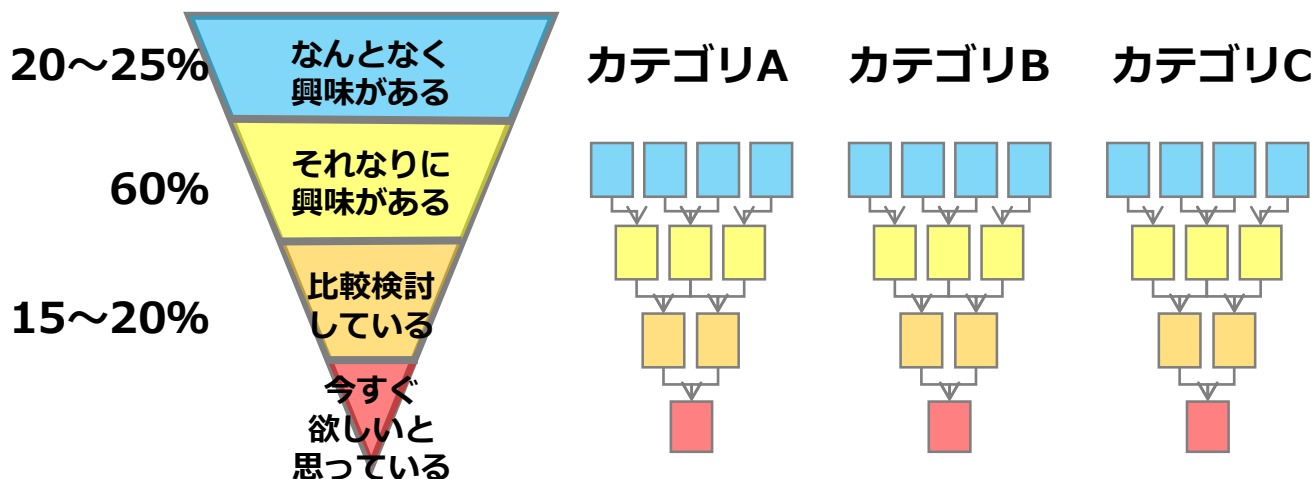 20～25%
なんとなく
興味がある
カテゴリA
カテゴリB
カテゴリC
60%
それなりに
興味がある
15～20%
比較検討
している
今すぐ
欲しいと
思っている